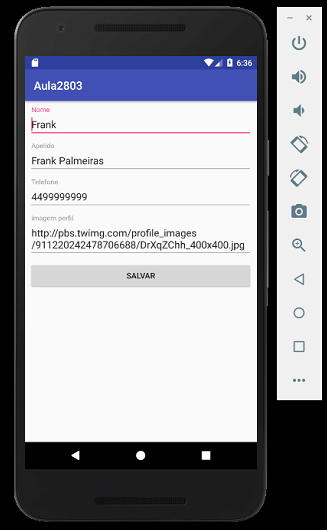 6:36
Aula2803
Nome
Frank
Apelido
Frank Palmeiras
Telefone
4499999999
imagem perfil
http://pbs.twimg.com/profile_images
/911220242478706688/DrXqZChh_400x400.jpg
SALVAR